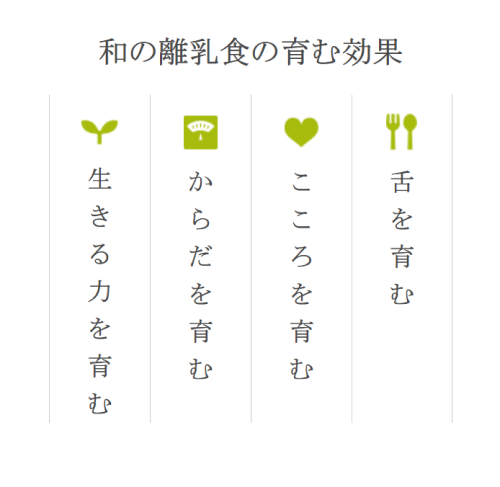 和の離乳食の育む効果
舌を育む
こころを育む
からだを育む
生きる力を育む